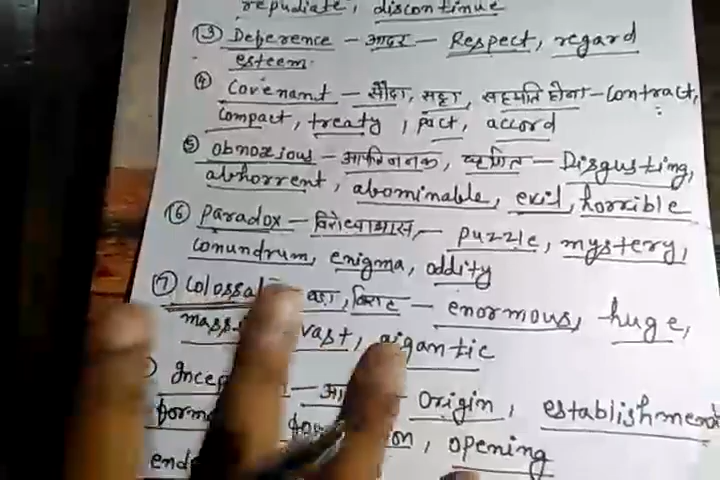 repudiate, discontinue
③ Deference – आदर – Respect, regard
esteem.
④ Covenant – सौदा, सट्टा, सहमति होना – contract,
compact, treaty, pact, accord
⑤ obnoxious – घृणित – Disgusting,
abhorrent, abominable, evil, horrible
⑥ paradox – विरोधाभास, – puzzle, mystery,
conundrum, enigma, oddity
⑦ Colossal बड़ा, विराट – enormous, huge,
vast, gigantic
origin, establishment
opening